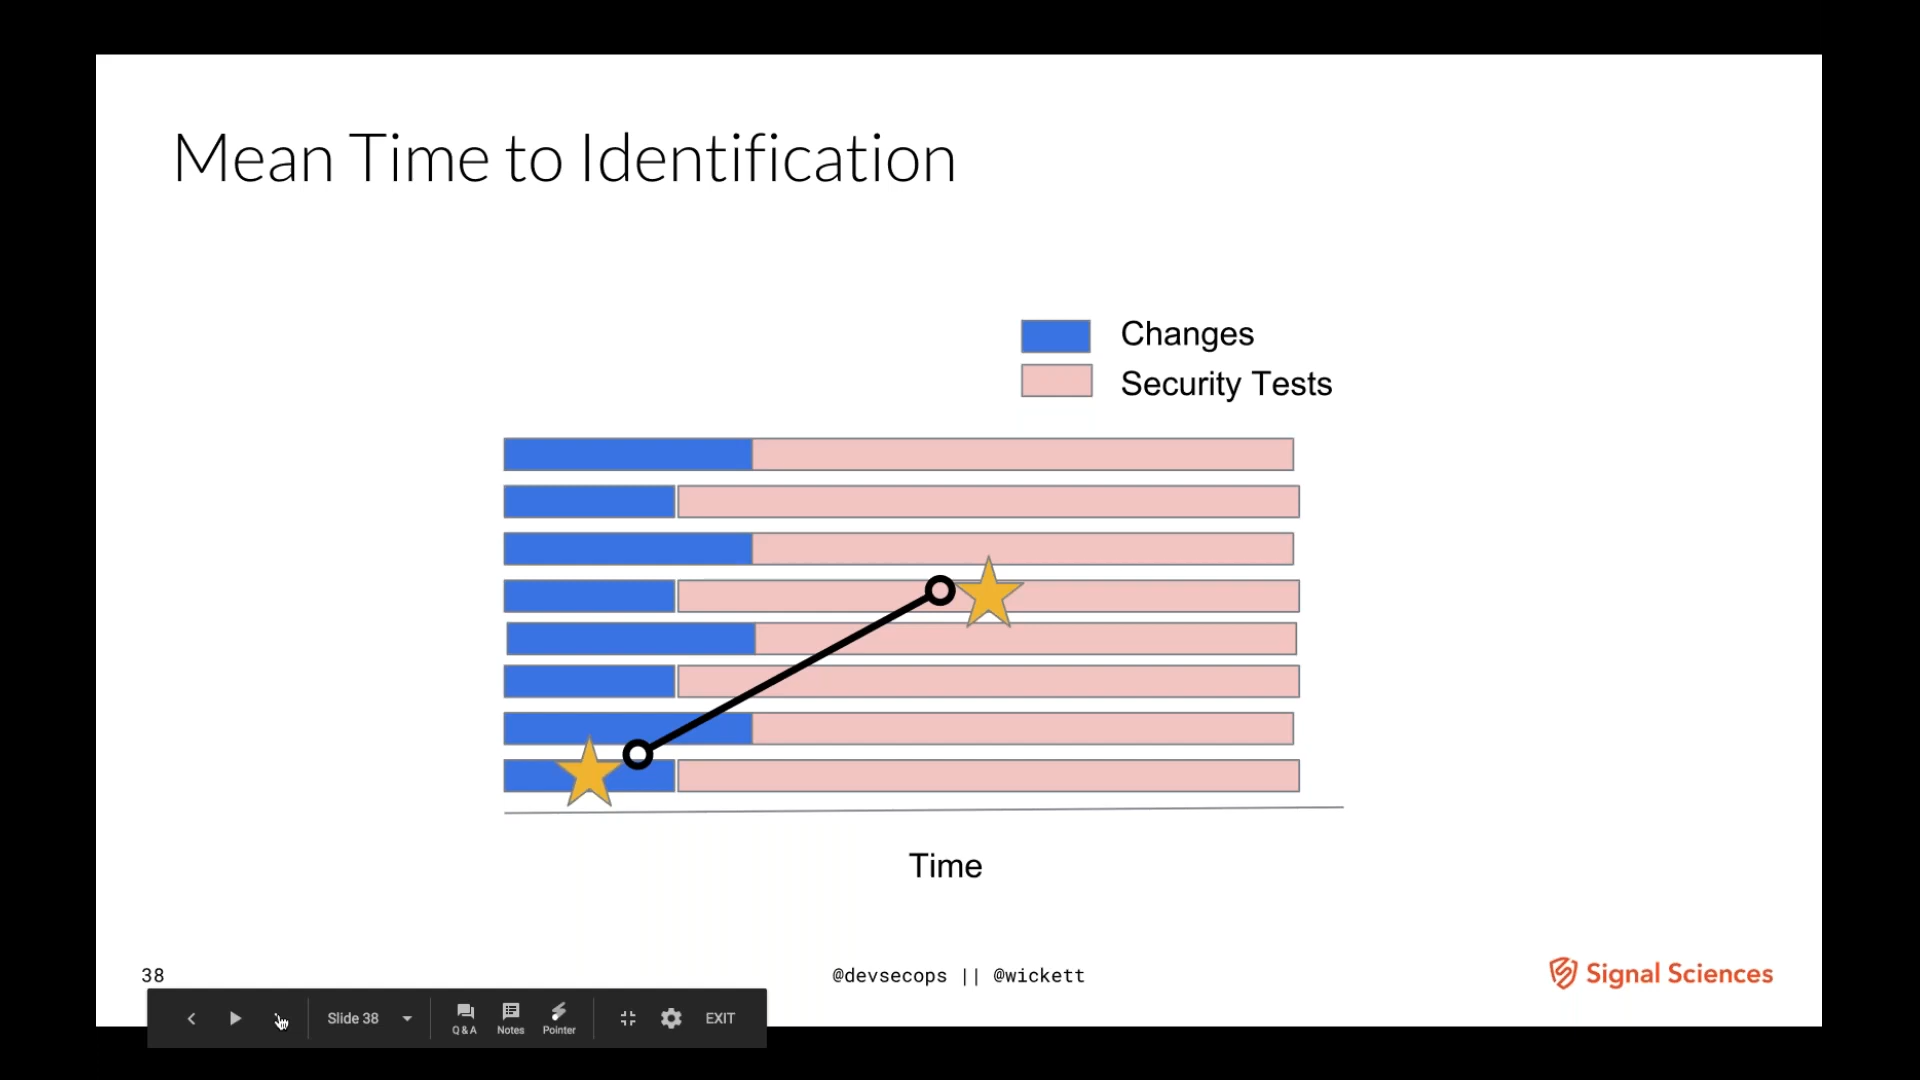 Mean Time to Identification
Changes
Security Tests
Time
38
@devsecops || @wickett
Signal Sciences
Slide 38
Q & A
Notes
Pointer
EXIT